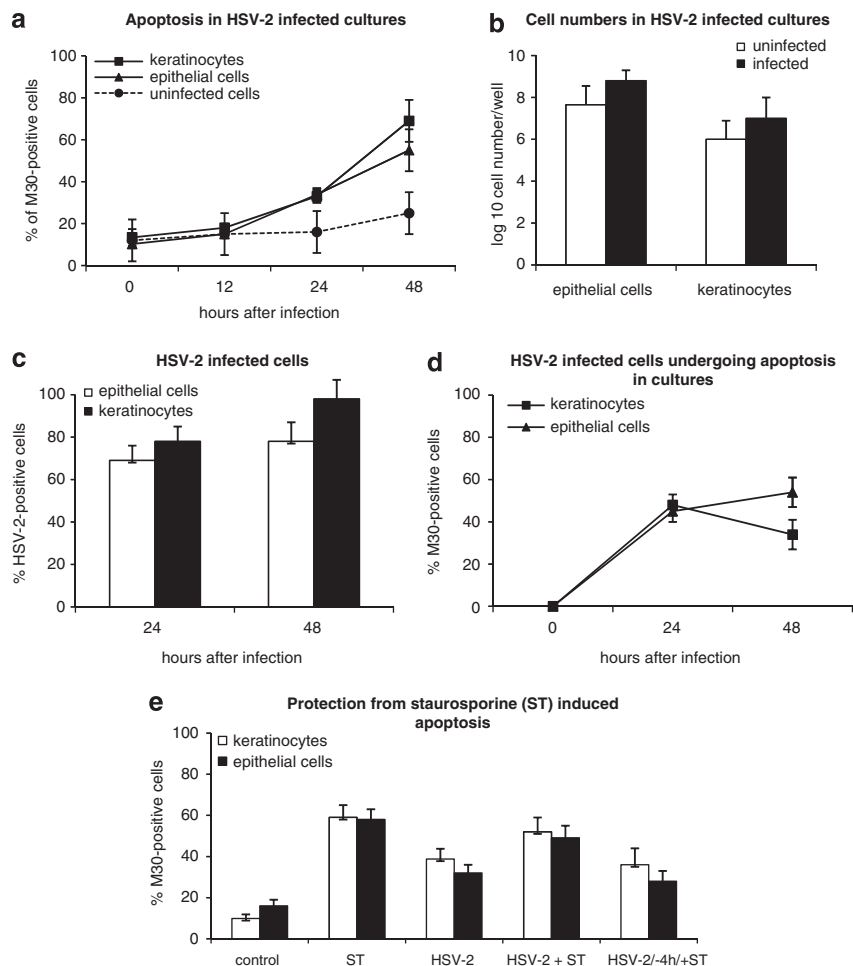 a
Apoptosis in HSV-2 infected cultures
100
80
60
40
20
0
% of M30-positive cells
keratinocytes
epithelial cells
uninfected cells
0 12 24 48
hours after infection
b
Cell numbers in HSV-2 infected cultures
10
8
6
4
2
0
log 10 cell number/well
uninfected
infected
epithelial cells keratinocytes
c
HSV-2 infected cells
100
80
60
40
20
0
% HSV-2-positive cells
epithelial cells
keratinocytes
24 48
hours after infection
d
HSV-2 infected cells undergoing apoptosis
in cultures
100
80
60
40
20
0
% M30-positive cells
keratinocytes
epithelial cells
0 24 48
hours after infection
e
Protection from staurosporine (ST) induced
apoptosis
100
80
60
40
20
0
% M30-positive cells
keratinocytes
epithelial cells
control ST HSV-2 HSV-2 + ST HSV-2/-4h/+ST